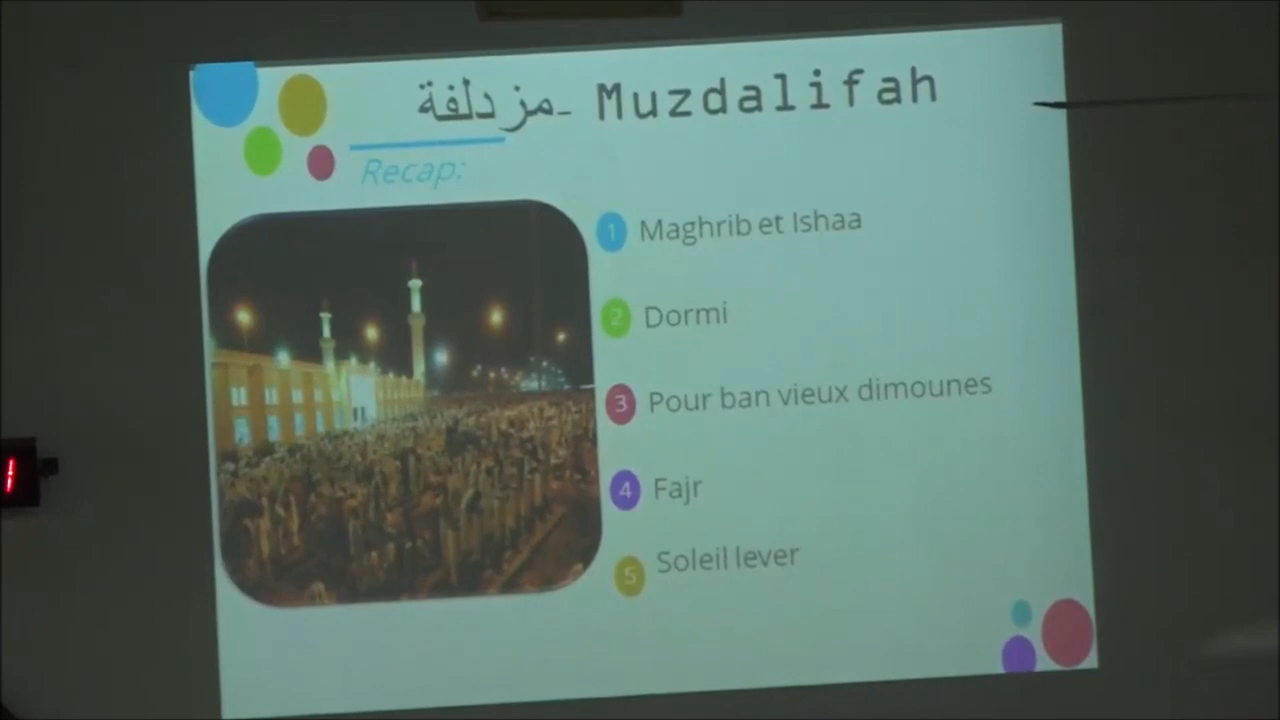 مزدلفة - Muzdalifah
Recap:
1 Maghrib et Ishaa
2 Dormi
3 Pour ban vieux dimounes
4 Fajr
5 Soleil lever